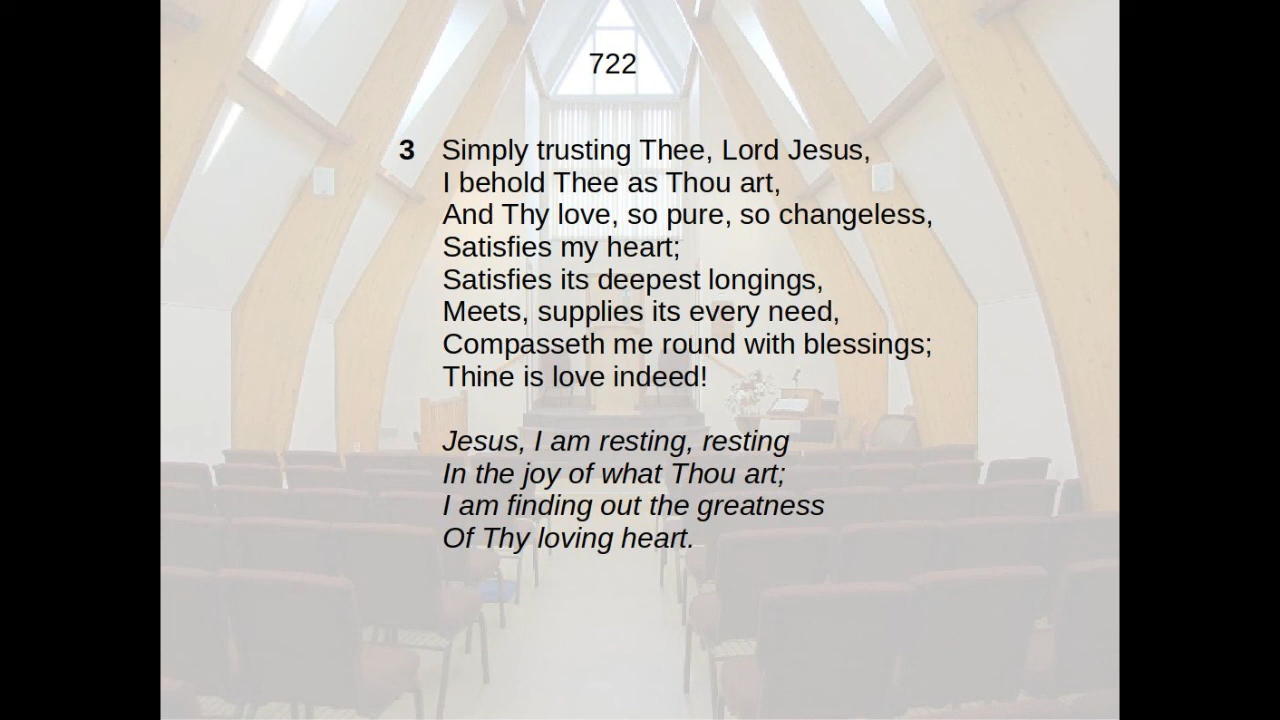 722
3 Simply trusting Thee, Lord Jesus,
I behold Thee as Thou art,
And Thy love, so pure, so changeless,
Satisfies my heart;
Satisfies its deepest longings,
Meets, supplies its every need,
Compasseth me round with blessings;
Thine is love indeed!
Jesus, I am resting, resting
In the joy of what Thou art;
I am finding out the greatness
Of Thy loving heart.